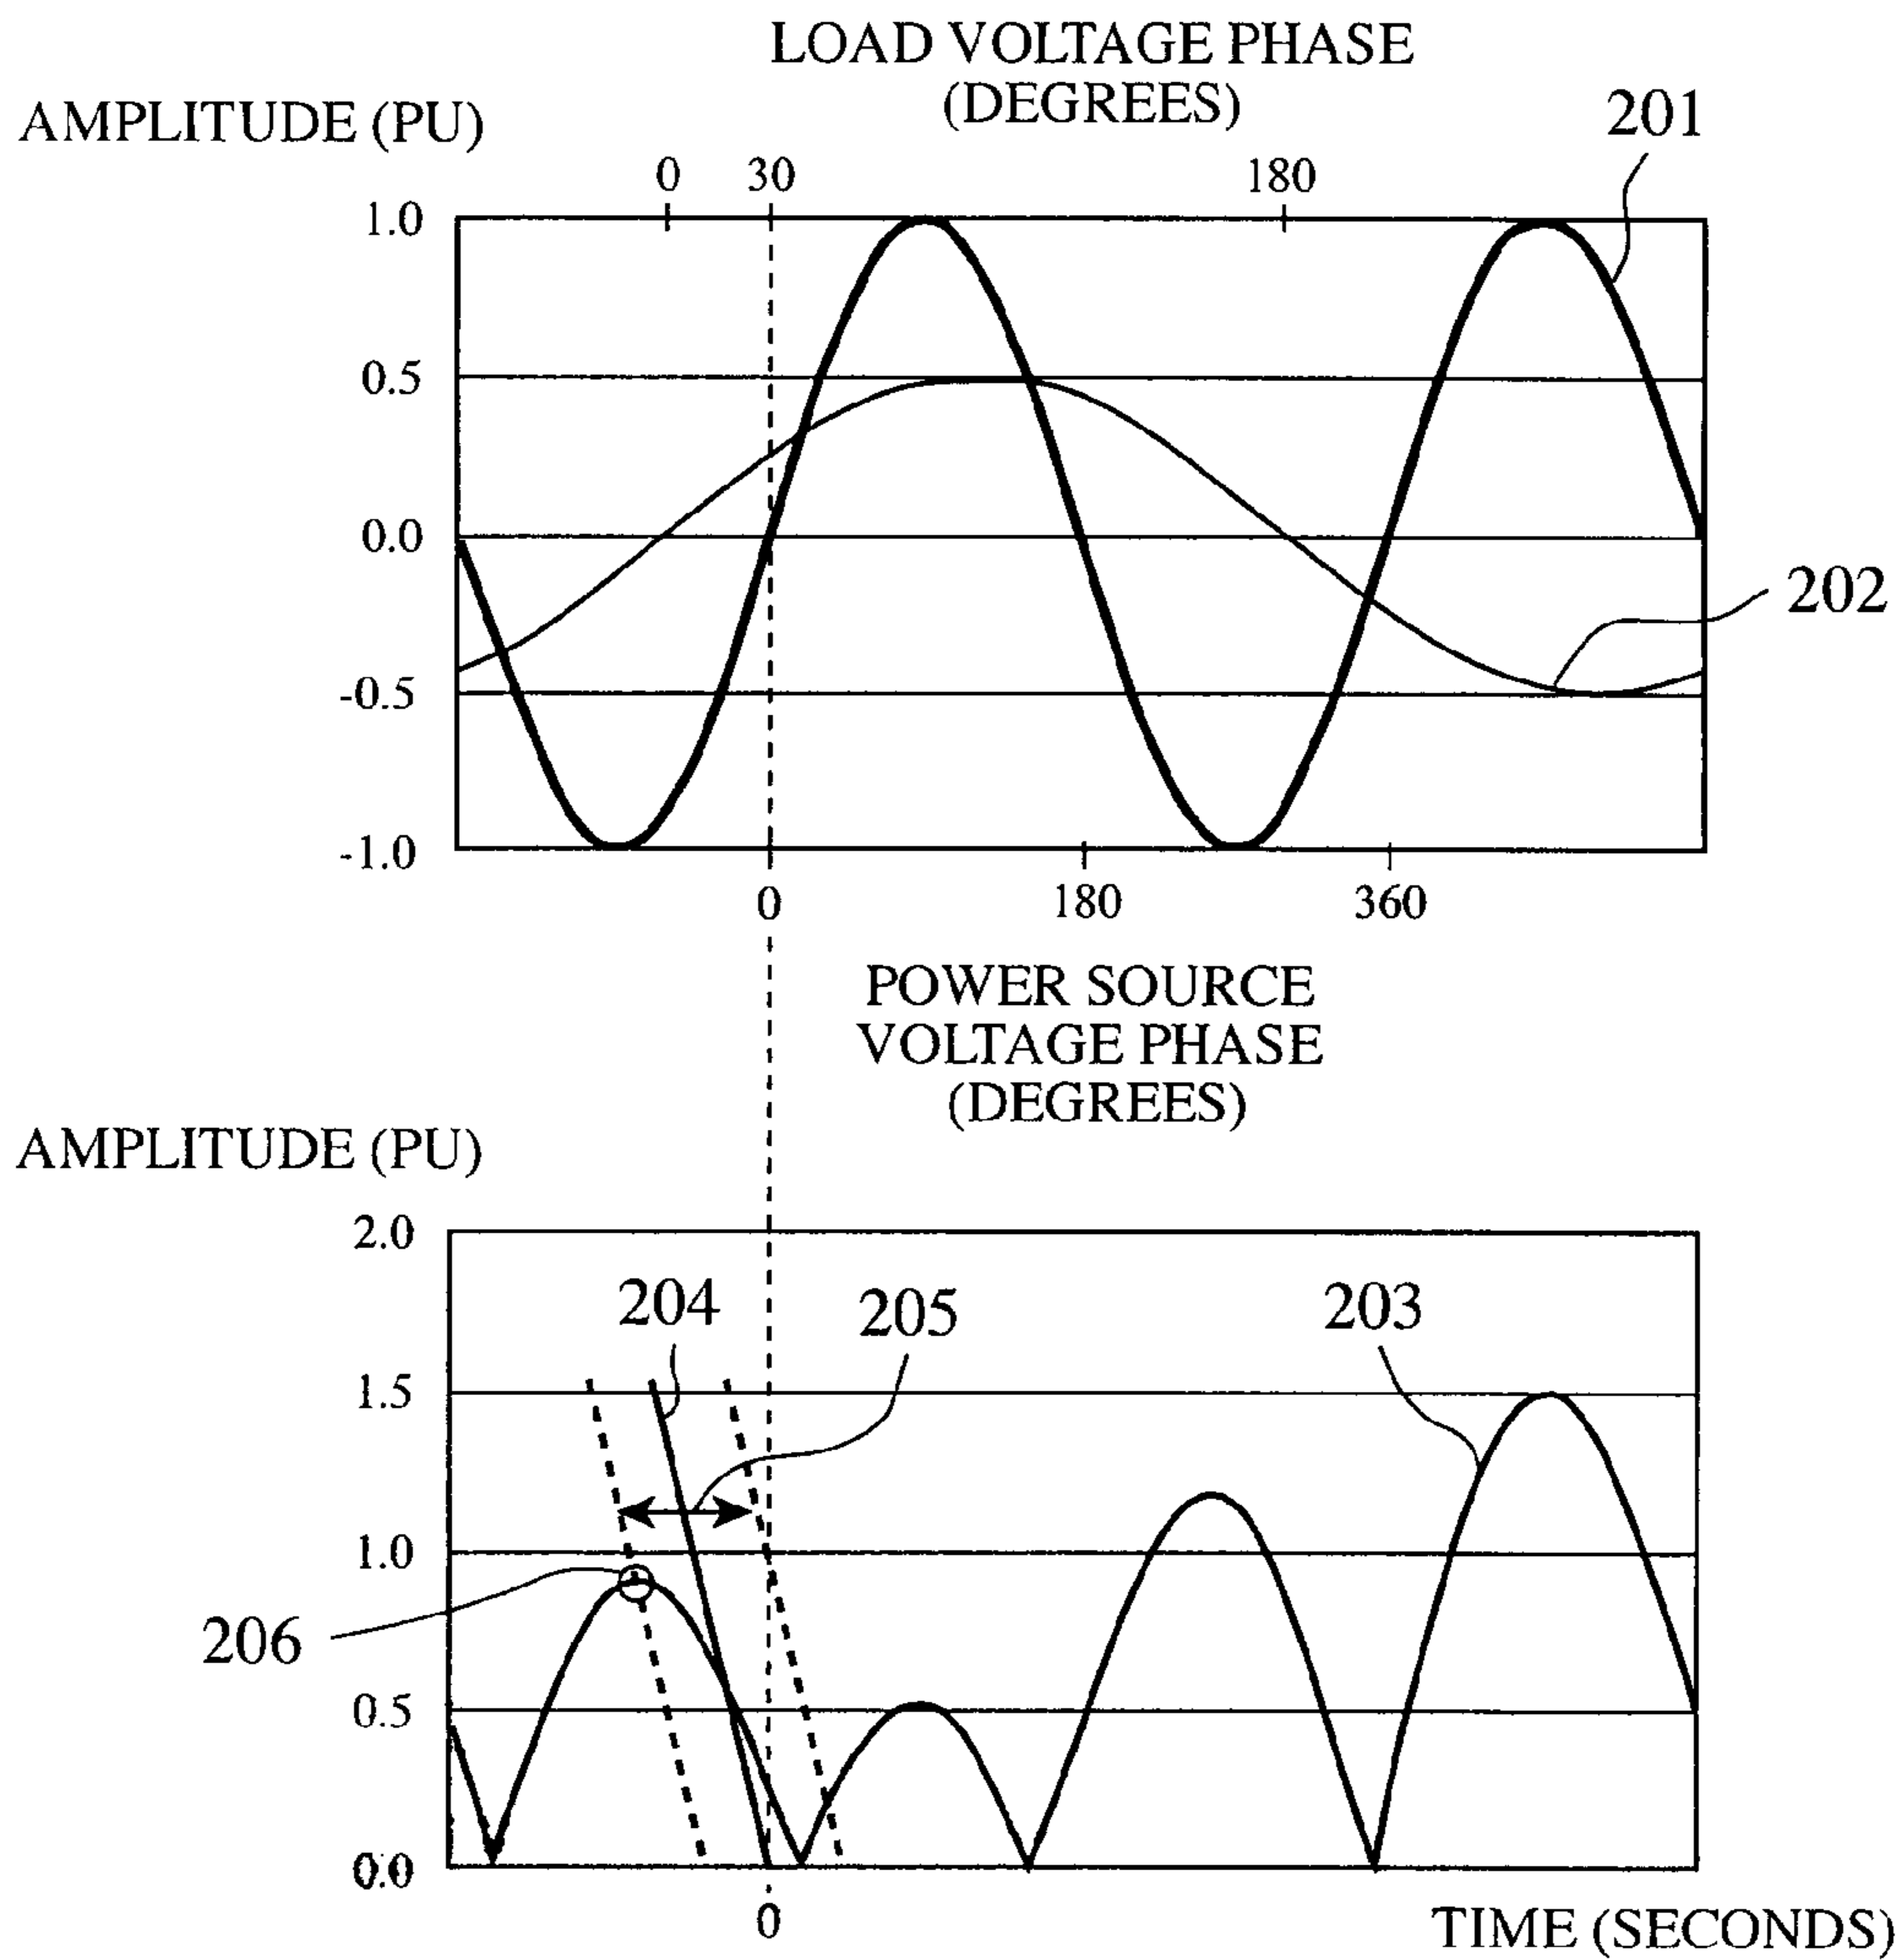 LOAD VOLTAGE PHASE
(DEGREES)
AMPLITUDE (PU)
201
0 30 180
1.0
0.5
0.0
-0.5
-1.0
202
0 180 360
POWER SOURCE
VOLTAGE PHASE
(DEGREES)
AMPLITUDE (PU)
2.0
204 205 203
1.5
1.0
206
0.5
0.0
0
TIME (SECONDS)